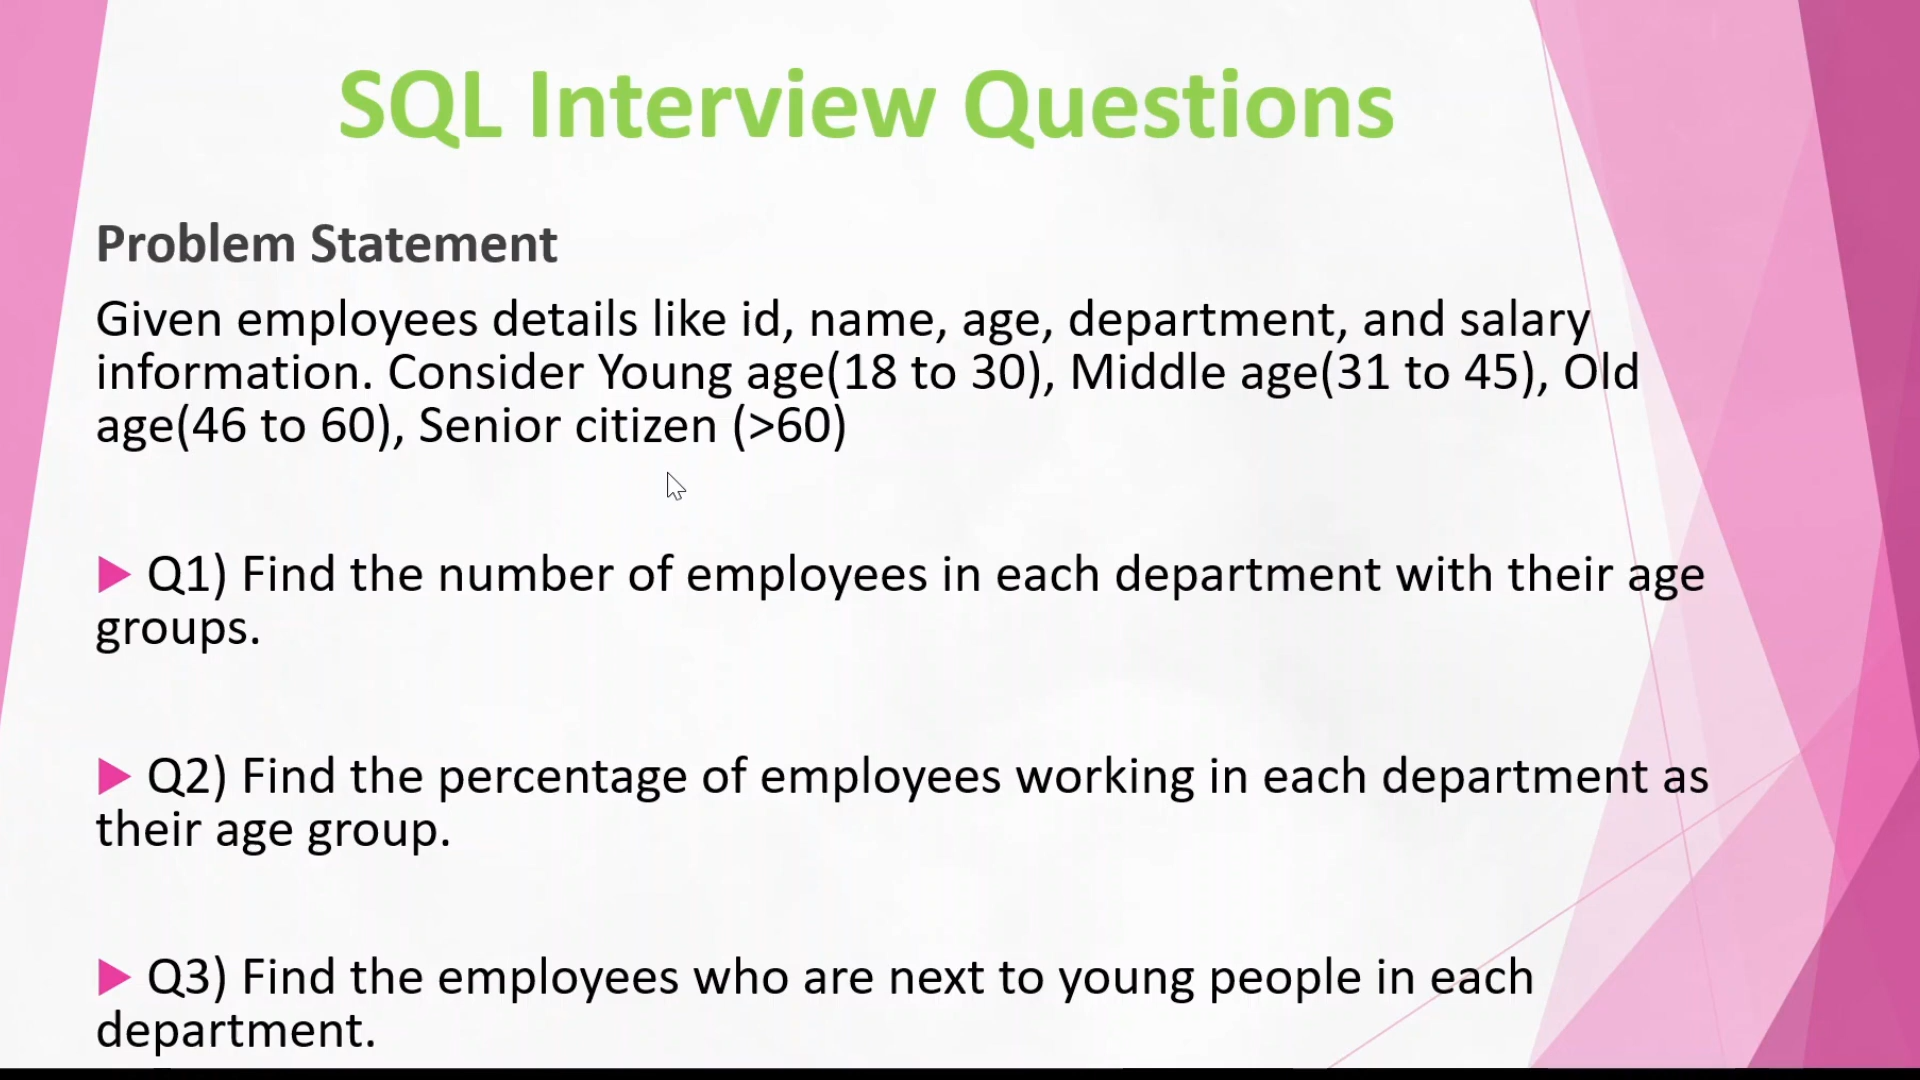 SQL Interview Questions
Problem Statement
Given employees details like id, name, age, department, and salary
information. Consider Young age(18 to 30), Middle age(31 to 45), Old
age(46 to 60), Senior citizen (>60)
Q1) Find the number of employees in each department with their age
groups.
Q2) Find the percentage of employees working in each department as
their age group.
Q3) Find the employees who are next to young people in each
department.